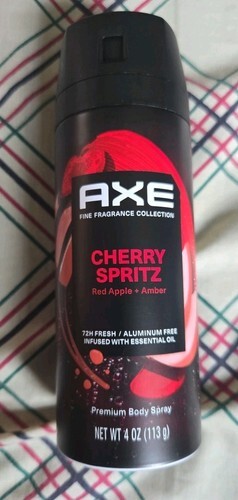 AXE
FINE FRAGRANCE COLLECTION
CHERRY
SPRITZ
Red Apple + Amber
72H FRESH / ALUMINUM FREE
INFUSED WITH ESSENTIAL OIL
Premium Body Spray
NET WT 4 OZ (113 g)